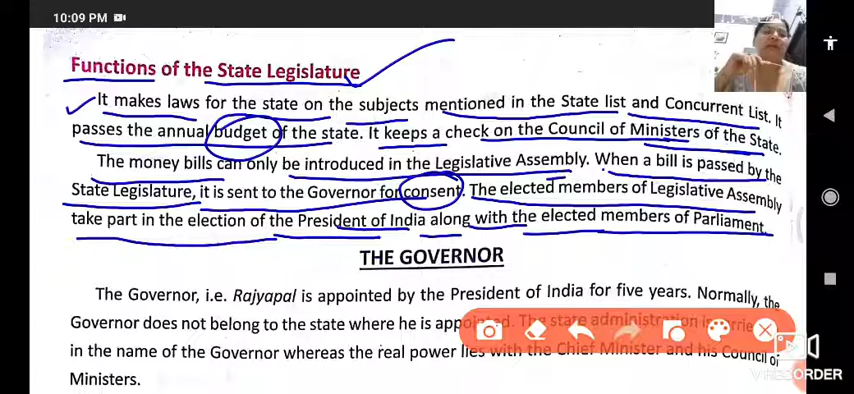 10:09 PM
Functions of the State Legislature
It makes laws for the state on the subjects mentioned in the State list and Concurrent List. It
passes the annual budget of the state. It keeps a check on the Council of Ministers of the State.
The money bills can only be introduced in the Legislative Assembly. When a bill is passed by the
State Legislature, it is sent to the Governor for consent. The elected members of Legislative Assembly
take part in the election of the President of India along with the elected members of Parliament.
THE GOVERNOR
The Governor, i.e. Rajyapal is appointed by the President of India for five years. Normally, the
Governor does not belong to the state where he is appointed. The state administration is
in the name of the Governor whereas the real power lies with the Chief Minister and his Council of
Ministers.